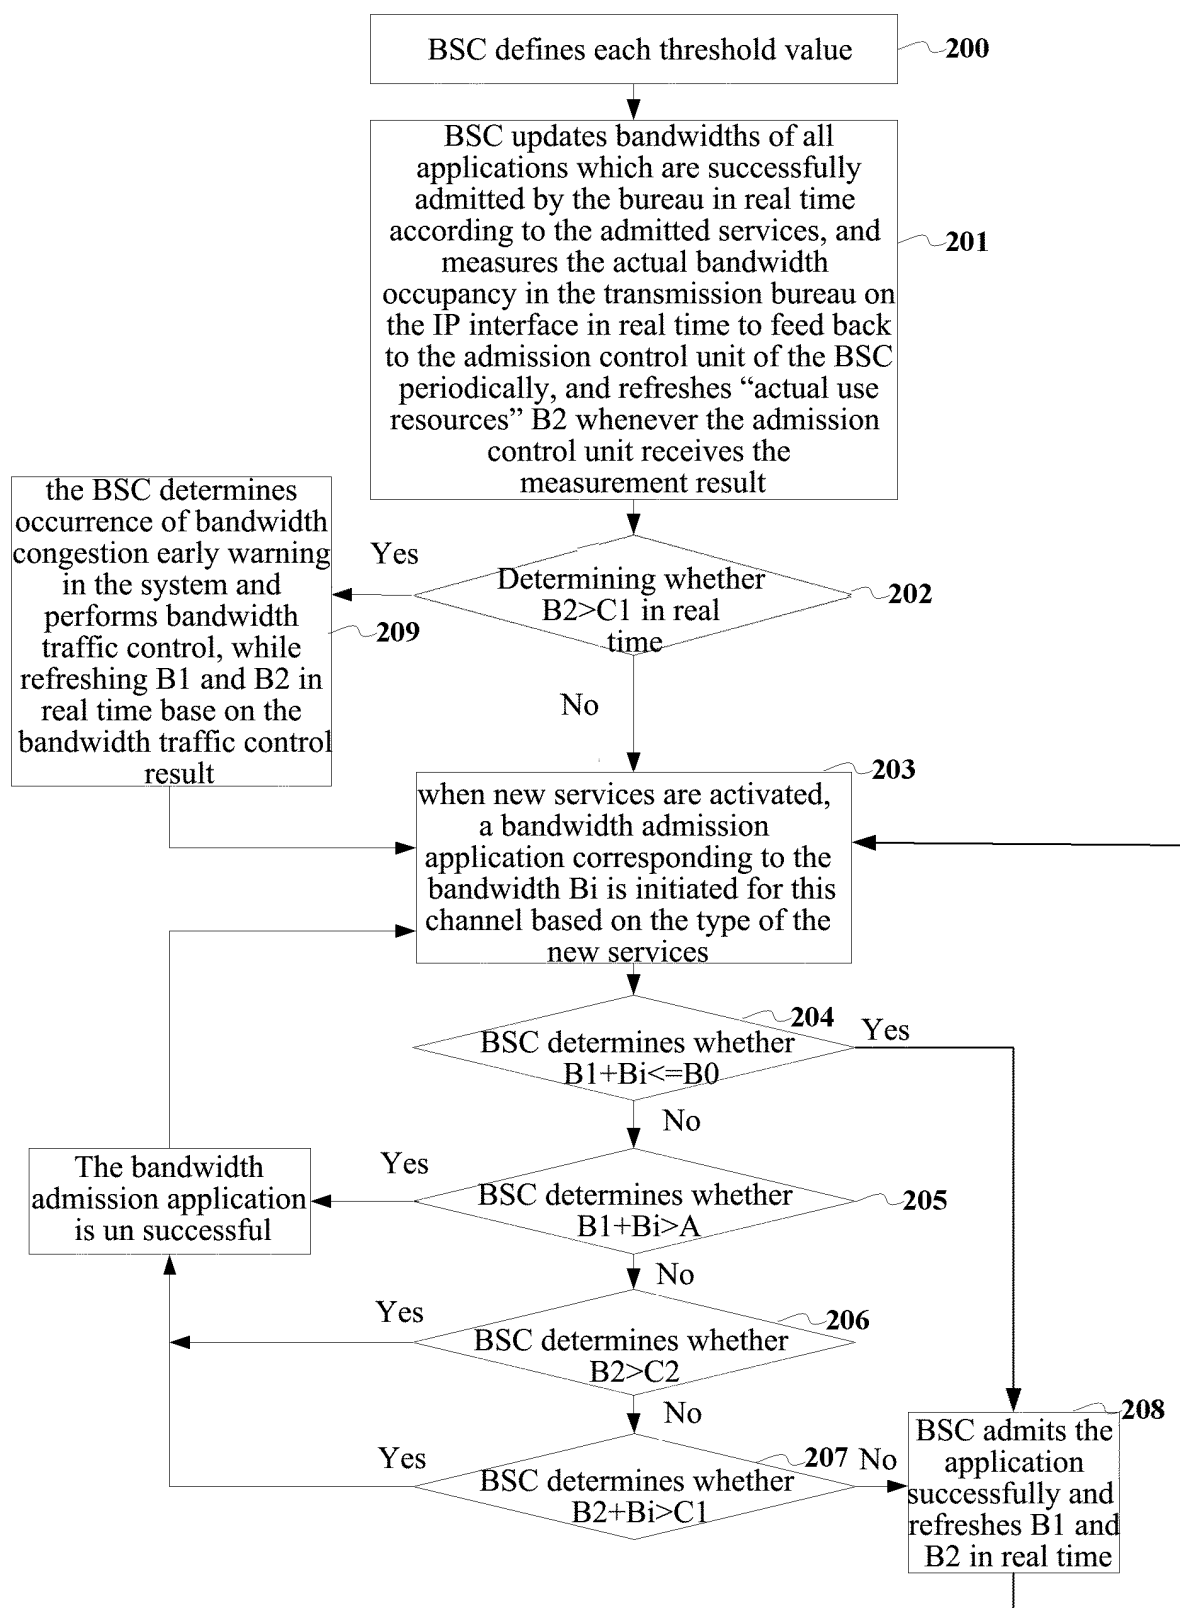 BSC defines each threshold value
200
BSC updates bandwidths of all
applications which are successfully
admitted by the bureau in real time
according to the admitted services, and
measures the actual bandwidth
occupancy in the transmission bureau on
the IP interface in real time to feed back
to the admission control unit of the BSC
periodically, and refreshes “actual use
resources” B2 whenever the admission
control unit receives the
measurement result
201
the BSC determines
occurrence of bandwidth
congestion early warning
in the system and
performs bandwidth
traffic control, while
refreshing B1 and B2 in
real time base on the
bandwidth traffic control
result
209
Yes
Determining whether
B2>C1 in real
time
202
No
203
when new services are activated,
a bandwidth admission
application corresponding to the
bandwidth Bi is initiated for this
channel based on the type of the
new services
204
Yes
BSC determines whether
B1+Bi<=B0
No
The bandwidth
admission application
is un successful
Yes
BSC determines whether
B1+Bi>A
205
No
Yes
206
BSC determines whether
B2>C2
No
Yes
207
No
BSC determines whether
B2+Bi>C1
208
BSC admits the
application
successfully and
refreshes B1 and
B2 in real time